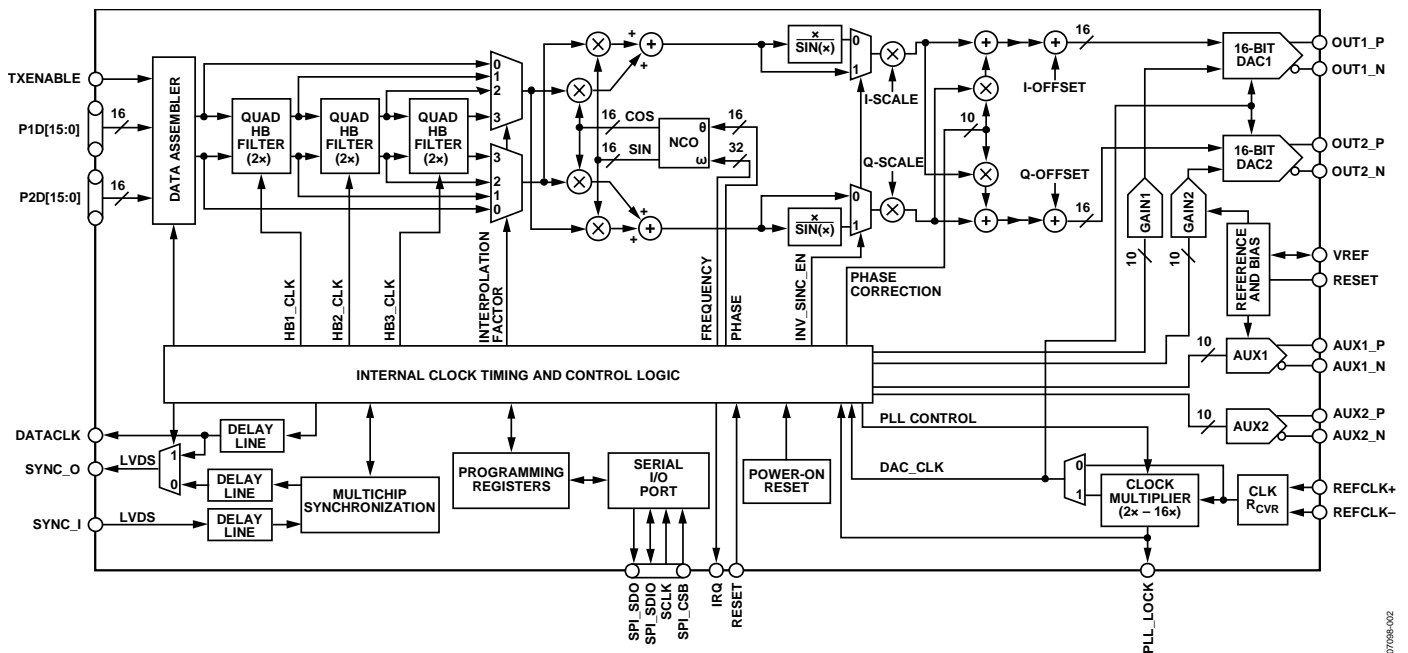 TXENABLE
P1D[15:0]
16
P2D[15:0]
16
DATA ASSEMBLER
QUAD
HB
FILTER
(2×)
QUAD
HB
FILTER
(2×)
QUAD
HB
FILTER
(2×)
0
1
2
3
3
2
1
0
×
×
×
×
+
+
+
+
+
+
COS
16
SIN
16
NCO
θ
ω
16
32
x
SIN(x)
x
SIN(x)
0
1
0
1
×
I-SCALE
Q-SCALE
×
10
+
×
×
+
+
I-OFFSET
Q-OFFSET
+
16
16
16-BIT
DAC1
16-BIT
DAC2
OUT1_P
OUT1_N
OUT2_P
OUT2_N
GAIN1
GAIN2
10
10
REFERENCE
AND BIAS
VREF
RESET
HB1_CLK
HB2_CLK
HB3_CLK
INTERPOLATION
FACTOR
FREQUENCY
PHASE
INV_SINC_EN
PHASE
CORRECTION
INTERNAL CLOCK TIMING AND CONTROL LOGIC
10
AUX1
AUX1_P
AUX1_N
10
AUX2
AUX2_P
AUX2_N
DATACLK
DELAY
LINE
SYNC_O
LVDS
1
0
DELAY
LINE
SYNC_I
LVDS
DELAY
LINE
MULTICHIP
SYNCHRONIZATION
PROGRAMMING
REGISTERS
SERIAL
I/O
PORT
POWER-ON
RESET
PLL CONTROL
DAC_CLK
0
1
CLOCK
MULTIPLIER
(2× – 16×)
CLK
RCVR
REFCLK+
REFCLK–
SPI_SDO
SPI_SDIO
SCLK
SPI_CSB
IRQ
RESET
PLL_LOCK
07098-002